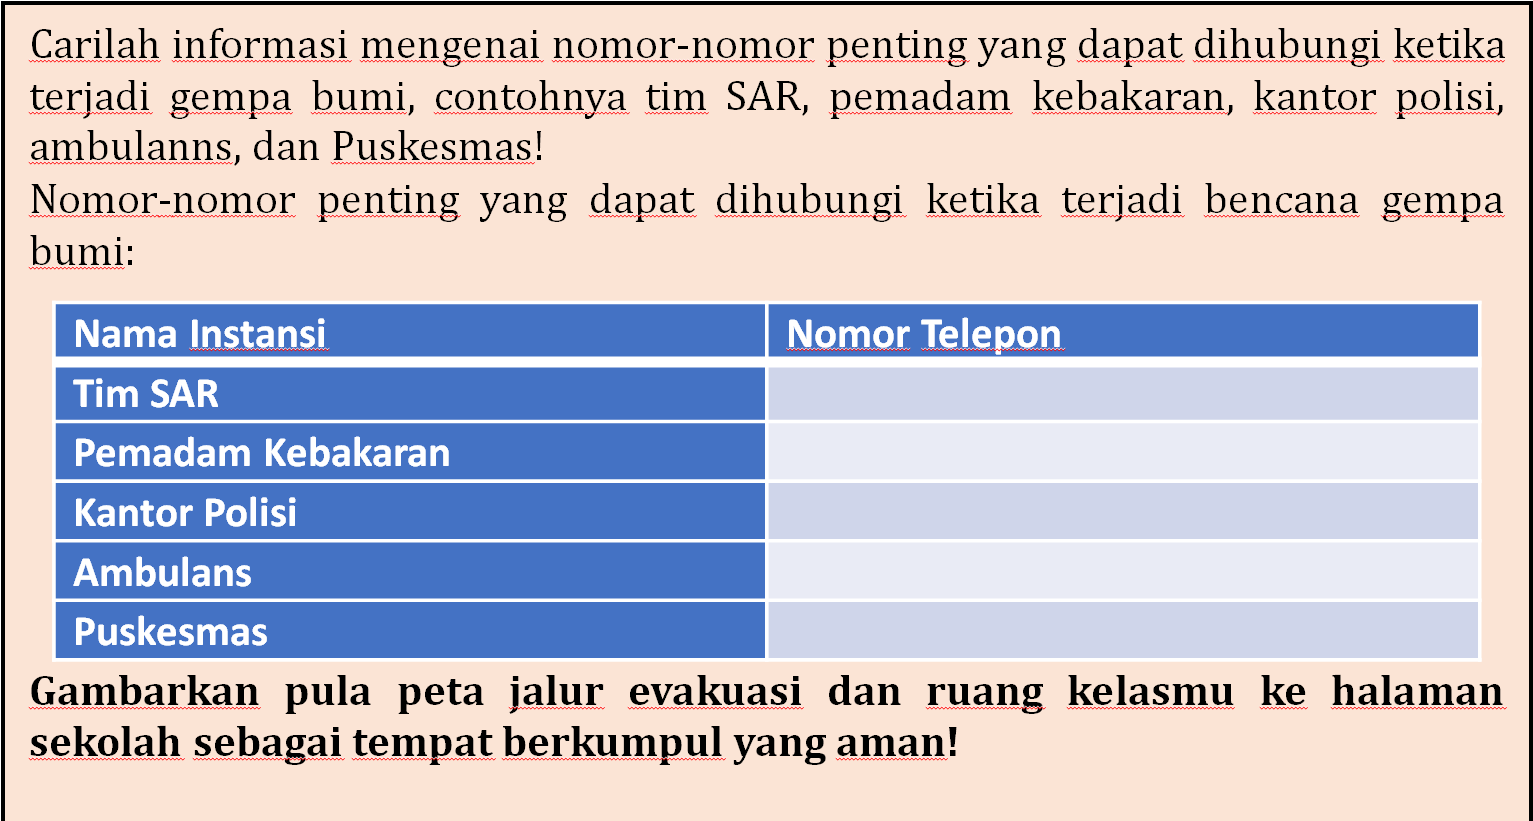 Carilah informasi mengenai nomor-nomor penting yang dapat dihubungi ketika
terjadi gempa bumi, contohnya tim SAR, pemadam kebakaran, kantor polisi,
ambulanns, dan Puskesmas!
Nomor-nomor penting yang dapat dihubungi ketika terjadi bencana gempa
bumi:
Nama Instansi Nomor Telepon
Tim SAR
Pemadam Kebakaran
Kantor Polisi
Ambulans
Puskesmas
Gambarkan pula peta jalur evakuasi dan ruang kelasmu ke halaman
sekolah sebagai tempat berkumpul yang aman!